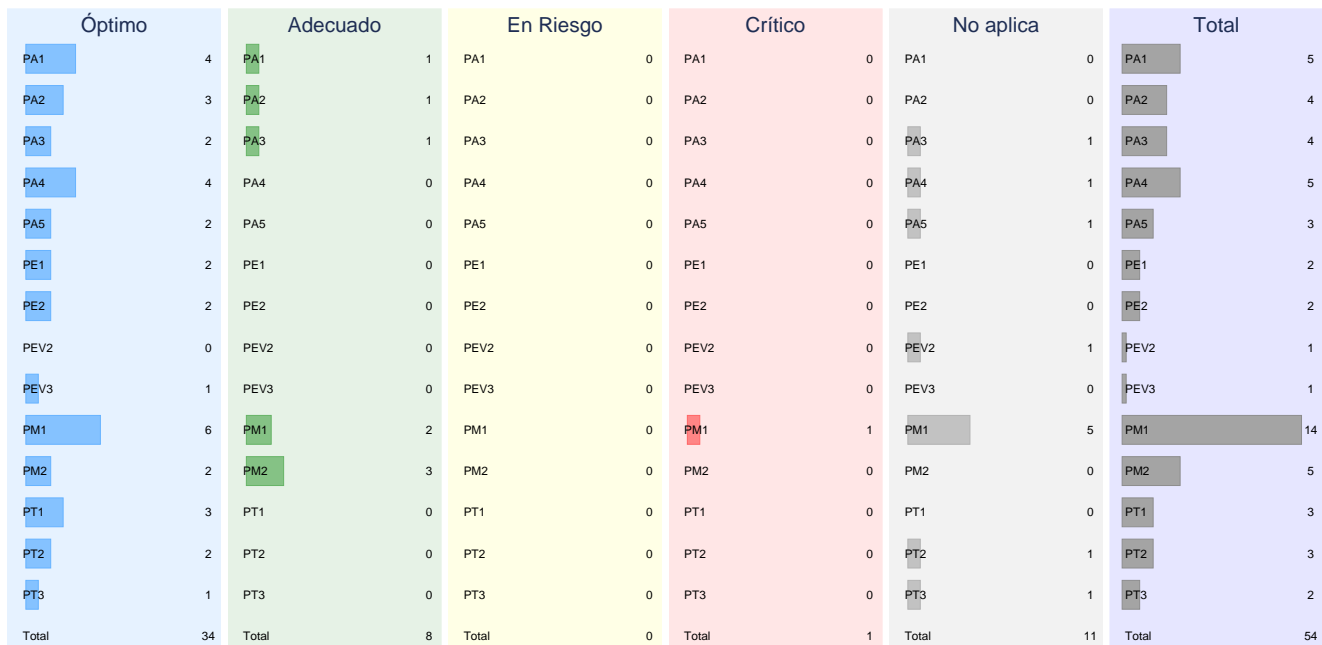 Óptimo Adecuado En Riesgo Crítico No aplica Total
PA1 4 PA1 1 PA1 0 PA1 0 PA1 0 PA1 5
PA2 3 PA2 1 PA2 0 PA2 0 PA2 0 PA2 4
PA3 2 PA3 1 PA3 0 PA3 0 PA3 1 PA3 4
PA4 4 PA4 0 PA4 0 PA4 0 PA4 1 PA4 5
PA5 2 PA5 0 PA5 0 PA5 0 PA5 1 PA5 3
PE1 2 PE1 0 PE1 0 PE1 0 PE1 0 PE1 2
PE2 2 PE2 0 PE2 0 PE2 0 PE2 0 PE2 2
PEV2 0 PEV2 0 PEV2 0 PEV2 0 PEV2 1 PEV2 1
PEV3 1 PEV3 0 PEV3 0 PEV3 0 PEV3 0 PEV3 1
PM1 6 PM1 2 PM1 0 PM1 1 PM1 5 PM1 14
PM2 2 PM2 3 PM2 0 PM2 0 PM2 0 PM2 5
PT1 3 PT1 0 PT1 0 PT1 0 PT1 0 PT1 3
PT2 2 PT2 0 PT2 0 PT2 0 PT2 1 PT2 3
PT3 1 PT3 0 PT3 0 PT3 0 PT3 1 PT3 2
Total 34 Total 8 Total 0 Total 1 Total 11 Total 54